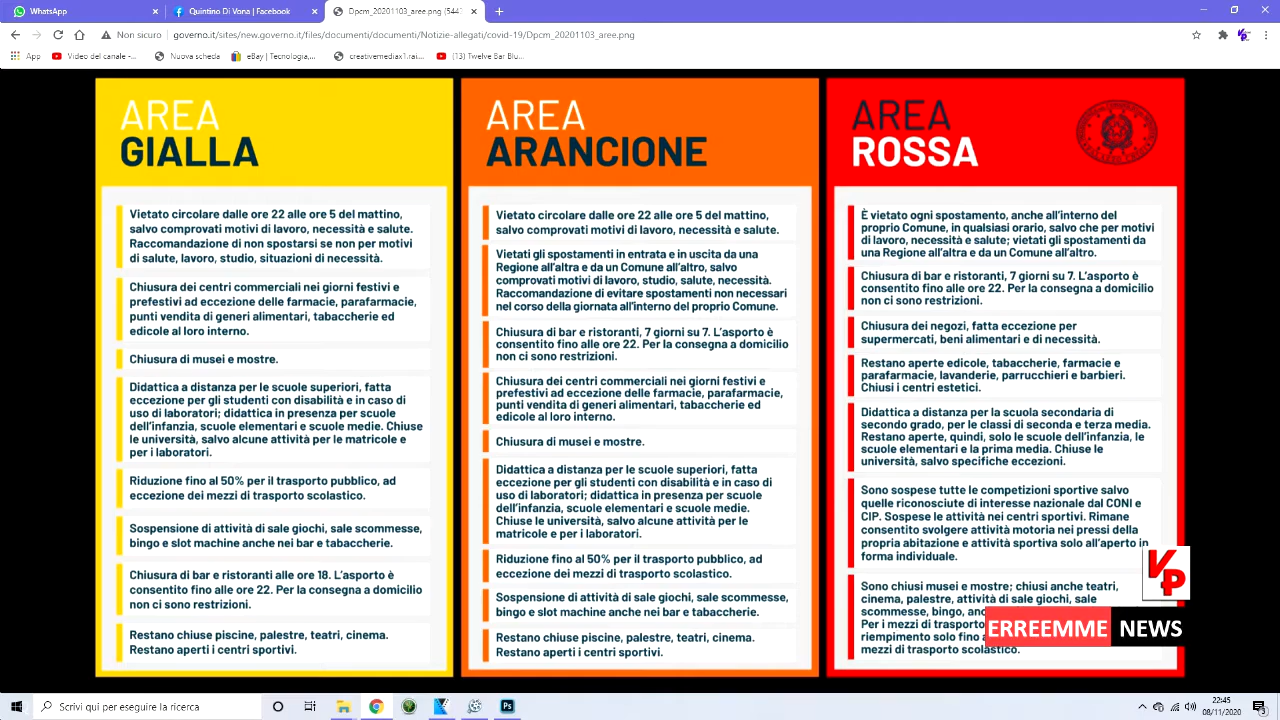 WhatsApp
Quintino Di Vona | Facebook
Dpcm_20201103_aree.png (544
Non sicuro
governo.it/sites/new.governo.it/files/documenti/documenti/Notizie-allegati/covid-19/Dpcm_20201103_aree.png
App
Video del canale -...
Nuova scheda
eBay | Tecnologia,...
creativemediax1.rai...
(13) Twelve Bar Blu...
AREA
GIALLA
Vietato circolare dalle ore 22 alle ore 5 del mattino,
salvo comprovati motivi di lavoro, necessità e salute.
Raccomandazione di non spostarsi se non per motivi
di salute, lavoro, studio, situazioni di necessità.
Chiusura dei centri commerciali nei giorni festivi e
prefestivi ad eccezione delle farmacie, parafarmacie,
punti vendita di generi alimentari, tabaccherie ed
edicole al loro interno.
Chiusura di musei e mostre.
Didattica a distanza per le scuole superiori, fatta
eccezione per gli studenti con disabilità e in caso di
uso di laboratori; didattica in presenza per scuole
dell'infanzia, scuole elementari e scuole medie. Chiuse
le università, salvo alcune attività per le matricole e
per i laboratori.
Riduzione fino al 50% per il trasporto pubblico, ad
eccezione dei mezzi di trasporto scolastico.
Sospensione di attività di sale giochi, sale scommesse,
bingo e slot machine anche nei bar e tabaccherie.
Chiusura di bar e ristoranti alle ore 18. L'asporto è
consentito fino alle ore 22. Per la consegna a domicilio
non ci sono restrizioni.
Restano chiuse piscine, palestre, teatri, cinema.
Restano aperti i centri sportivi.
AREA
ARANCIONE
Vietato circolare dalle ore 22 alle ore 5 del mattino,
salvo comprovati motivi di lavoro, necessità e salute.
Vietati gli spostamenti in entrata e in uscita da una
Regione all'altra e da un Comune all'altro, salvo
comprovati motivi di lavoro, studio, salute, necessità.
Raccomandazione di evitare spostamenti non necessari
nel corso della giornata all'interno del proprio Comune.
Chiusura di bar e ristoranti, 7 giorni su 7. L'asporto è
consentito fino alle ore 22. Per la consegna a domicilio
non ci sono restrizioni.
Chiusura dei centri commerciali nei giorni festivi e
prefestivi ad eccezione delle farmacie, parafarmacie,
punti vendita di generi alimentari, tabaccherie ed
edicole al loro interno.
Chiusura di musei e mostre.
Didattica a distanza per le scuole superiori, fatta
eccezione per gli studenti con disabilità e in caso di
uso di laboratori; didattica in presenza per scuole
dell'infanzia, scuole elementari e scuole medie.
Chiuse le università, salvo alcune attività per le
matricole e per i laboratori.
Riduzione fino al 50% per il trasporto pubblico, ad
eccezione dei mezzi di trasporto scolastico.
Sospensione di attività di sale giochi, sale scommesse,
bingo e slot machine anche nei bar e tabaccherie.
Restano chiuse piscine, palestre, teatri, cinema.
Restano aperti i centri sportivi.
AREA
ROSSA
È vietato ogni spostamento, anche all'interno del
proprio Comune, in qualsiasi orario, salvo che per motivi
di lavoro, necessità e salute; vietati gli spostamenti da
una Regione all'altra e da un Comune all'altro.
Chiusura di bar e ristoranti, 7 giorni su 7. L'asporto è
consentito fino alle ore 22. Per la consegna a domicilio
non ci sono restrizioni.
Chiusura dei negozi, fatta eccezione per
supermercati, beni alimentari e di necessità.
Restano aperte edicole, tabaccherie, farmacie e
parafarmacie, lavanderie, parrucchieri e barbieri.
Chiusi i centri estetici.
Didattica a distanza per la scuola secondaria di
secondo grado, per le classi di seconda e terza media.
Restano aperte, quindi, solo le scuole dell'infanzia, le
scuole elementari e la prima media. Chiuse le
università, salvo specifiche eccezioni.
Sono sospese tutte le competizioni sportive salvo
quelle riconosciute di interesse nazionale dal CONI e
CIP. Sospese le attività nei centri sportivi. Rimane
consentito svolgere attività motoria nei pressi della
propria abitazione e attività sportiva solo all'aperto in
forma individuale.
Sono chiusi musei e mostre; chiusi anche teatri,
cinema, palestre, attività di sale giochi, sale
scommesse, bingo,
Per i mezzi di trasporto
riempimento solo fino
mezzi di trasporto scolastico.
VP
ERREEMME NEWS
Scrivi qui per eseguire la ricerca
22:45
08/11/2020